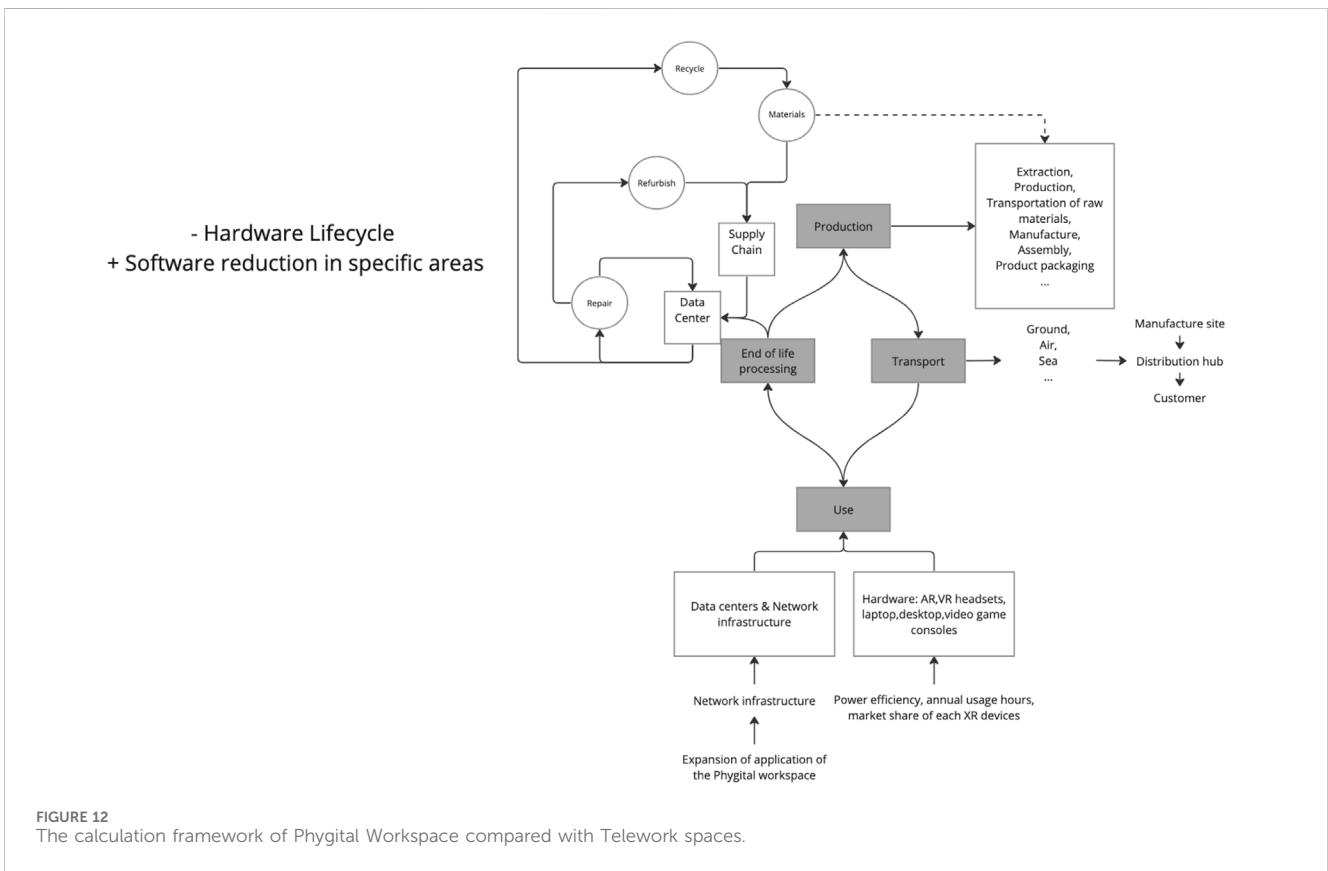 Recycle
Materials
Refurbish
- Hardware Lifecycle
+ Software reduction in specific areas
Supply
Chain
Repair
Data
Center
Production
Extraction,
Production,
Transportation of raw
materials,
Manufacture,
Assembly,
Product packaging
...
End of life
processing
Transport
Ground,
Air,
Sea
...
Manufacture site
Distribution hub
Customer
Use
Data centers & Network
infrastructure
Hardware: AR,VR headsets,
laptop,desktop,video game
consoles
Network infrastructure
Power efficiency, annual usage hours,
market share of each XR devices
Expansion of application of
the Phygital workspace
FIGURE 12
The calculation framework of Phygital Workspace compared with Telework spaces.